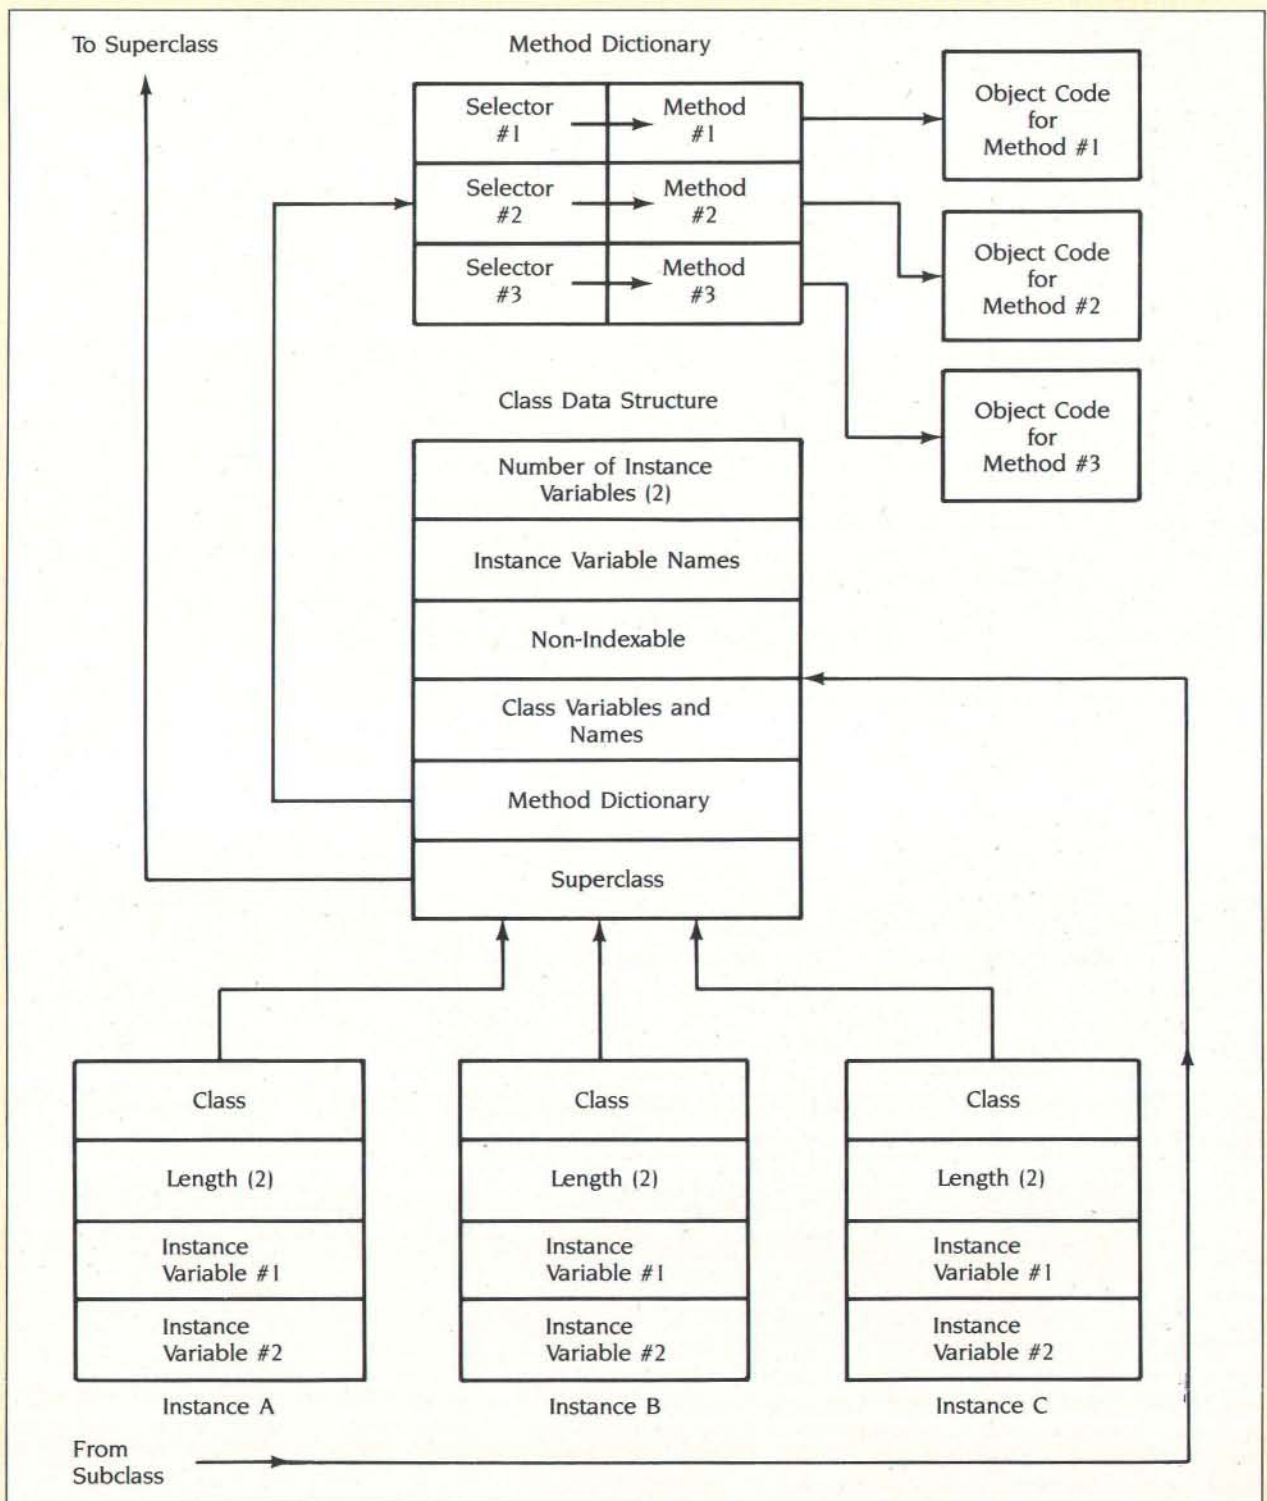 To Superclass
Method Dictionary
Selector
#1
Method
#1
Object Code
for
Method #1
Selector
#2
Method
#2
Object Code
for
Method #2
Selector
#3
Method
#3
Object Code
for
Method #3
Class Data Structure
Number of Instance
Variables (2)
Instance Variable Names
Non-Indexable
Class Variables and
Names
Method Dictionary
Superclass
Class
Length (2)
Instance
Variable #1
Instance
Variable #2
Instance A
Class
Length (2)
Instance
Variable #1
Instance
Variable #2
Instance B
Class
Length (2)
Instance
Variable #1
Instance
Variable #2
Instance C
From
Subclass